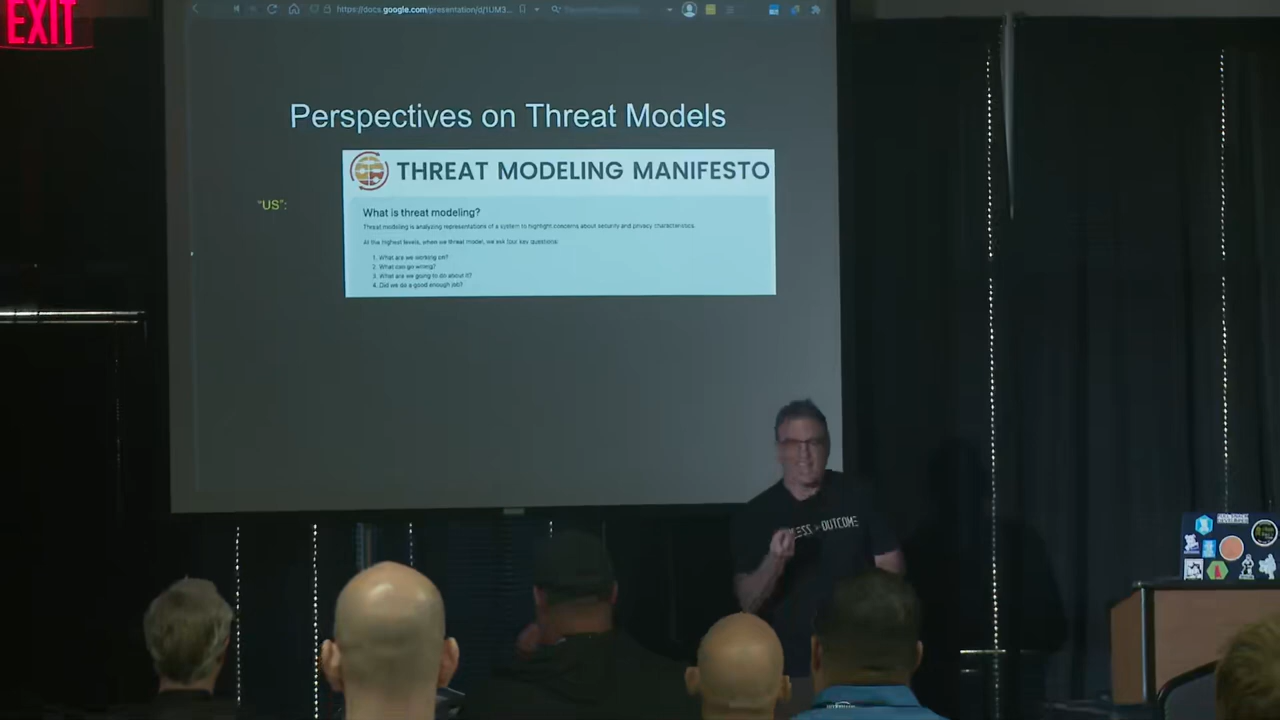 EXIT
https://docs.google.com/presentation/d/1UM3...
Perspectives on Threat Models
THREAT MODELING MANIFESTO
"US":
What is threat modeling?
Threat modeling is analyzing representations of a system to highlight concerns about security and privacy characteristics.
At the highest levels, when we threat model, we ask four key questions:
1. What are we working on?
2. What can go wrong?
3. What are we going to do about it?
4. Did we do a good enough job?
OUTCOME